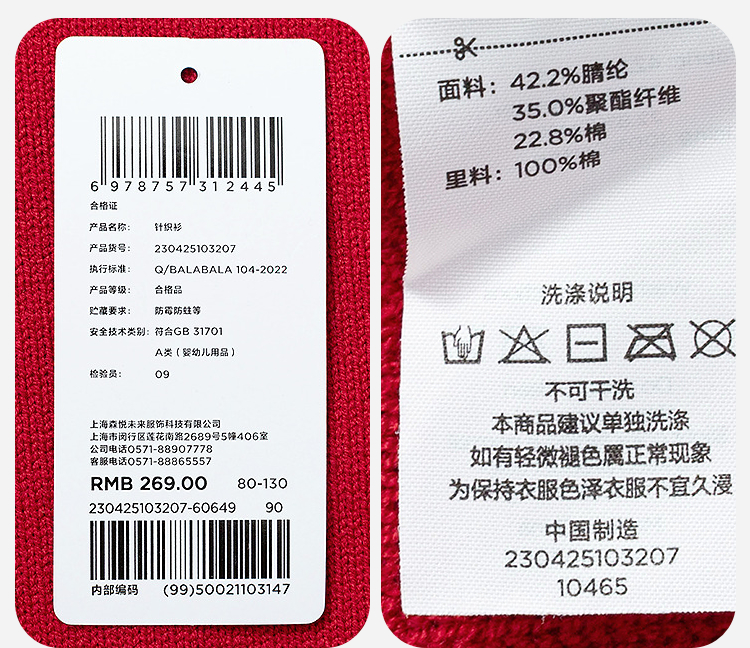 6 978757 312445
合格证
产品名称: 针织衫
产品货号: 230425103207
执行标准: Q/BALABALA 104-2022
产品等级: 合格品
贮藏要求: 防霉防蛀等
安全技术类别: 符合GB 31701
A类（婴幼儿用品）
检验员: 09
上海森悦未来服饰科技有限公司
上海市闵行区莲花南路2689号5幢406室
公司电话0571-88907778
客服电话0571-88865557
RMB 269.00 80-130
230425103207-60649 90
内部编码 (99)50021103147
面料: 42.2%腈纶
35.0%聚酯纤维
22.8%棉
里料: 100%棉
洗涤说明
不可干洗
本商品建议单独洗涤
如有轻微褪色属正常现象
为保持衣服色泽衣服不宜久浸
中国制造
230425103207
10465